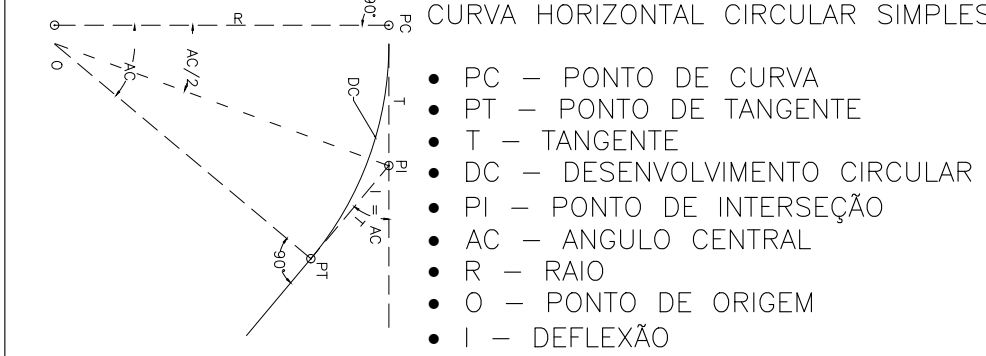 CURVA HORIZONTAL CIRCULAR SIMPLES
• PC – PONTO DE CURVA
• PT – PONTO DE TANGENTE
• T – TANGENTE
• DC – DESENVOLVIMENTO CIRCULAR
• PI – PONTO DE INTERSEÇÃO
• AC – ANGULO CENTRAL
• R – RAIO
• O – PONTO DE ORIGEM
• I – DEFLEXÃO
R
90°
PC
O
AC
AC/2
DC
T
PI
I = AC
T
90°
PT